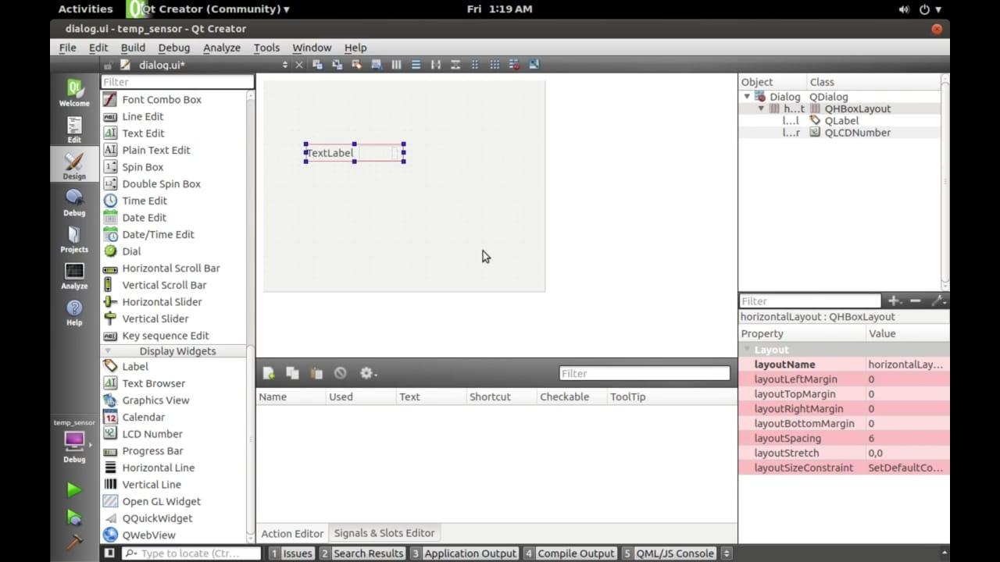 Activities Qt Creator (Community) ▾ Fri 1:19 AM
dialog.ui - temp_sensor - Qt Creator
File Edit Build Debug Analyze Tools Window Help
dialog.ui*
Welcome
Edit
Design
Debug
Projects
Analyze
Help
temp_sensor
Debug
Filter
Font Combo Box
Line Edit
Text Edit
Plain Text Edit
Spin Box
Double Spin Box
Time Edit
Date Edit
Date/Time Edit
Dial
Horizontal Scroll Bar
Vertical Scroll Bar
Horizontal Slider
Vertical Slider
Key sequence Edit
Display Widgets
Label
Text Browser
Graphics View
Calendar
LCD Number
Progress Bar
Horizontal Line
Vertical Line
Open GL Widget
QQuickWidget
QWebView
TextLabel
Filter
Name Used Text Shortcut Checkable ToolTip
Action Editor Signals & Slots Editor
Object Class
Dialog QDialog
h...t QHBoxLayout
l...l QLabel
l...r QLCDNumber
Filter
horizontalLayout : QHBoxLayout
Property Value
Layout
layoutName horizontalLay...
layoutLeftMargin 0
layoutTopMargin 0
layoutRightMargin 0
layoutBottomMargin 0
layoutSpacing 6
layoutStretch 0,0
layoutSizeConstraint SetDefaultCo...
Type to locate (Ctr... 1 Issues 2 Search Results 3 Application Output 4 Compile Output 5 QML/JS Console